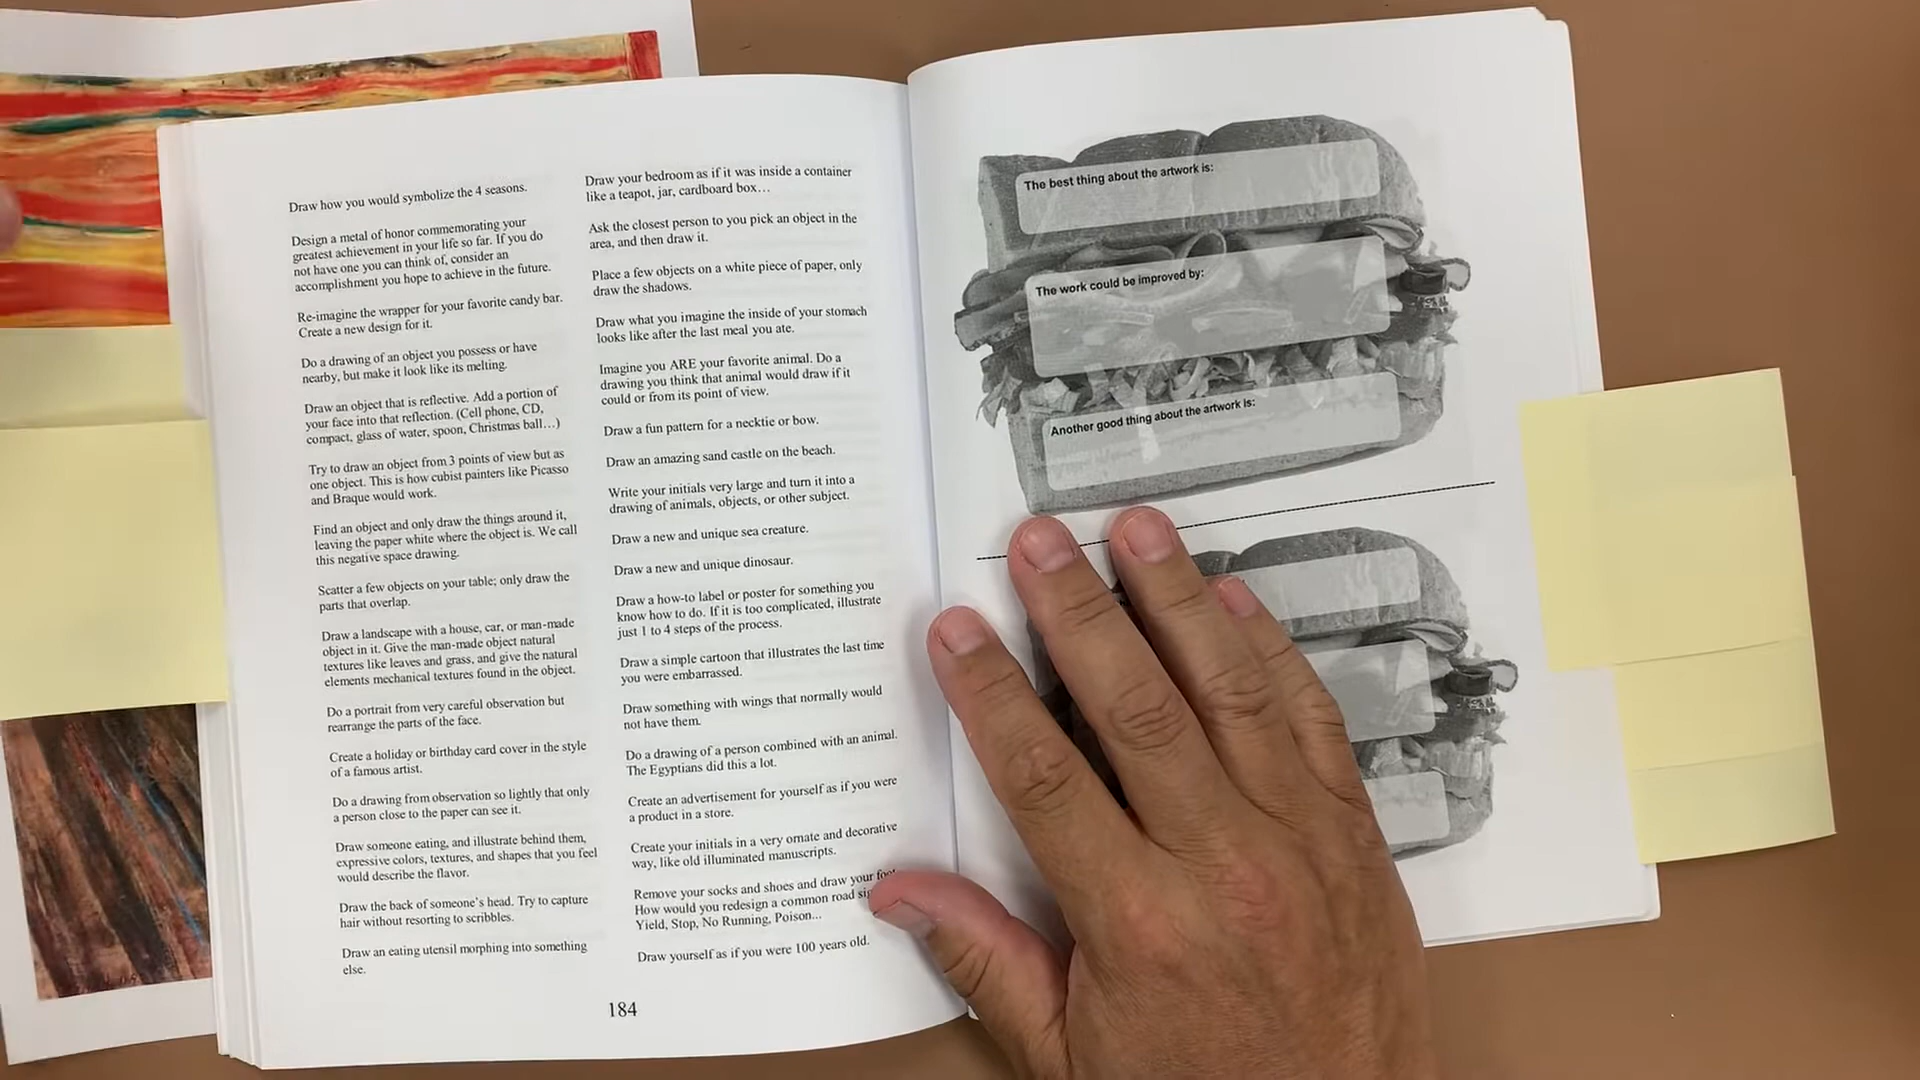 Draw how you would symbolize the 4 seasons.
Design a metal of honor commemorating your
greatest achievement in your life so far. If you do
not have one you can think of, consider an
accomplishment you hope to achieve in the future.
Re-imagine the wrapper for your favorite candy bar.
Create a new design for it.
Do a drawing of an object you possess or have
nearby, but make it look like its melting.
Draw an object that is reflective. Add a portion of
your face into that reflection. (Cell phone, CD,
compact, glass of water, spoon, Christmas ball…)
Try to draw an object from 3 points of view but as
one object. This is how cubist painters like Picasso
and Braque would work.
Find an object and only draw the things around it,
leaving the paper white where the object is. We call
this negative space drawing.
Scatter a few objects on your table; only draw the
parts that overlap.
Draw a landscape with a house, car, or man-made
object in it. Give the man-made object natural
textures like leaves and grass, and give the natural
elements mechanical textures found in the object.
Do a portrait from very careful observation but
rearrange the parts of the face.
Create a holiday or birthday card cover in the style
of a famous artist.
Do a drawing from observation so lightly that only
a person close to the paper can see it.
Draw someone eating, and illustrate behind them,
expressive colors, textures, and shapes that you feel
would describe the flavor.
Draw the back of someone's head. Try to capture
hair without resorting to scribbles.
Draw an eating utensil morphing into something
else.
Draw your bedroom as if it was inside a container
like a teapot, jar, cardboard box…
Ask the closest person to you pick an object in the
area, and then draw it.
Place a few objects on a white piece of paper, only
draw the shadows.
Draw what you imagine the inside of your stomach
looks like after the last meal you ate.
Imagine you ARE your favorite animal. Do a
drawing you think that animal would draw if it
could or from its point of view.
Draw a fun pattern for a necktie or bow.
Draw an amazing sand castle on the beach.
Write your initials very large and turn it into a
drawing of animals, objects, or other subject.
Draw a new and unique sea creature.
Draw a new and unique dinosaur.
Draw a how-to label or poster for something you
know how to do. If it is too complicated, illustrate
just 1 to 4 steps of the process.
Draw a simple cartoon that illustrates the last time
you were embarrassed.
Draw something with wings that normally would
not have them.
Do a drawing of a person combined with an animal.
The Egyptians did this a lot.
Create an advertisement for yourself as if you were
a product in a store.
Create your initials in a very ornate and decorative
way, like old illuminated manuscripts.
Remove your socks and shoes and draw your
How would you redesign a common road
Yield, Stop, No Running, Poison...
Draw yourself as if you were 100 years old.
184
The best thing about the artwork is:
The work could be improved by:
Another good thing about the artwork is: